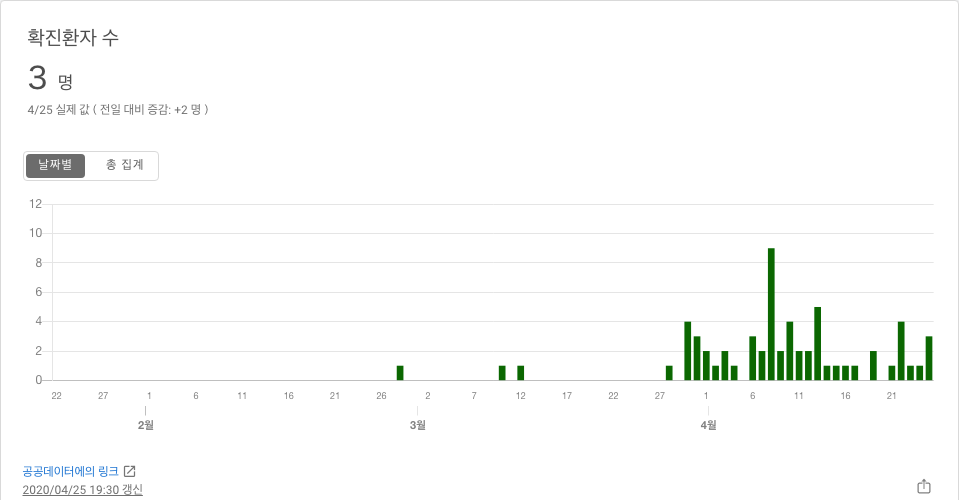 확진환자 수
3 명
4/25 실제 값 ( 전일 대비 증감: +2 명 )
날짜별 총 집계
12
10
8
6
4
2
0
22 27 1 6 11 16 21 26 2 7 12 17 22 27 1 6 11 16 21
2월 3월 4월
공공데이터에의 링크
2020/04/25 19:30 갱신